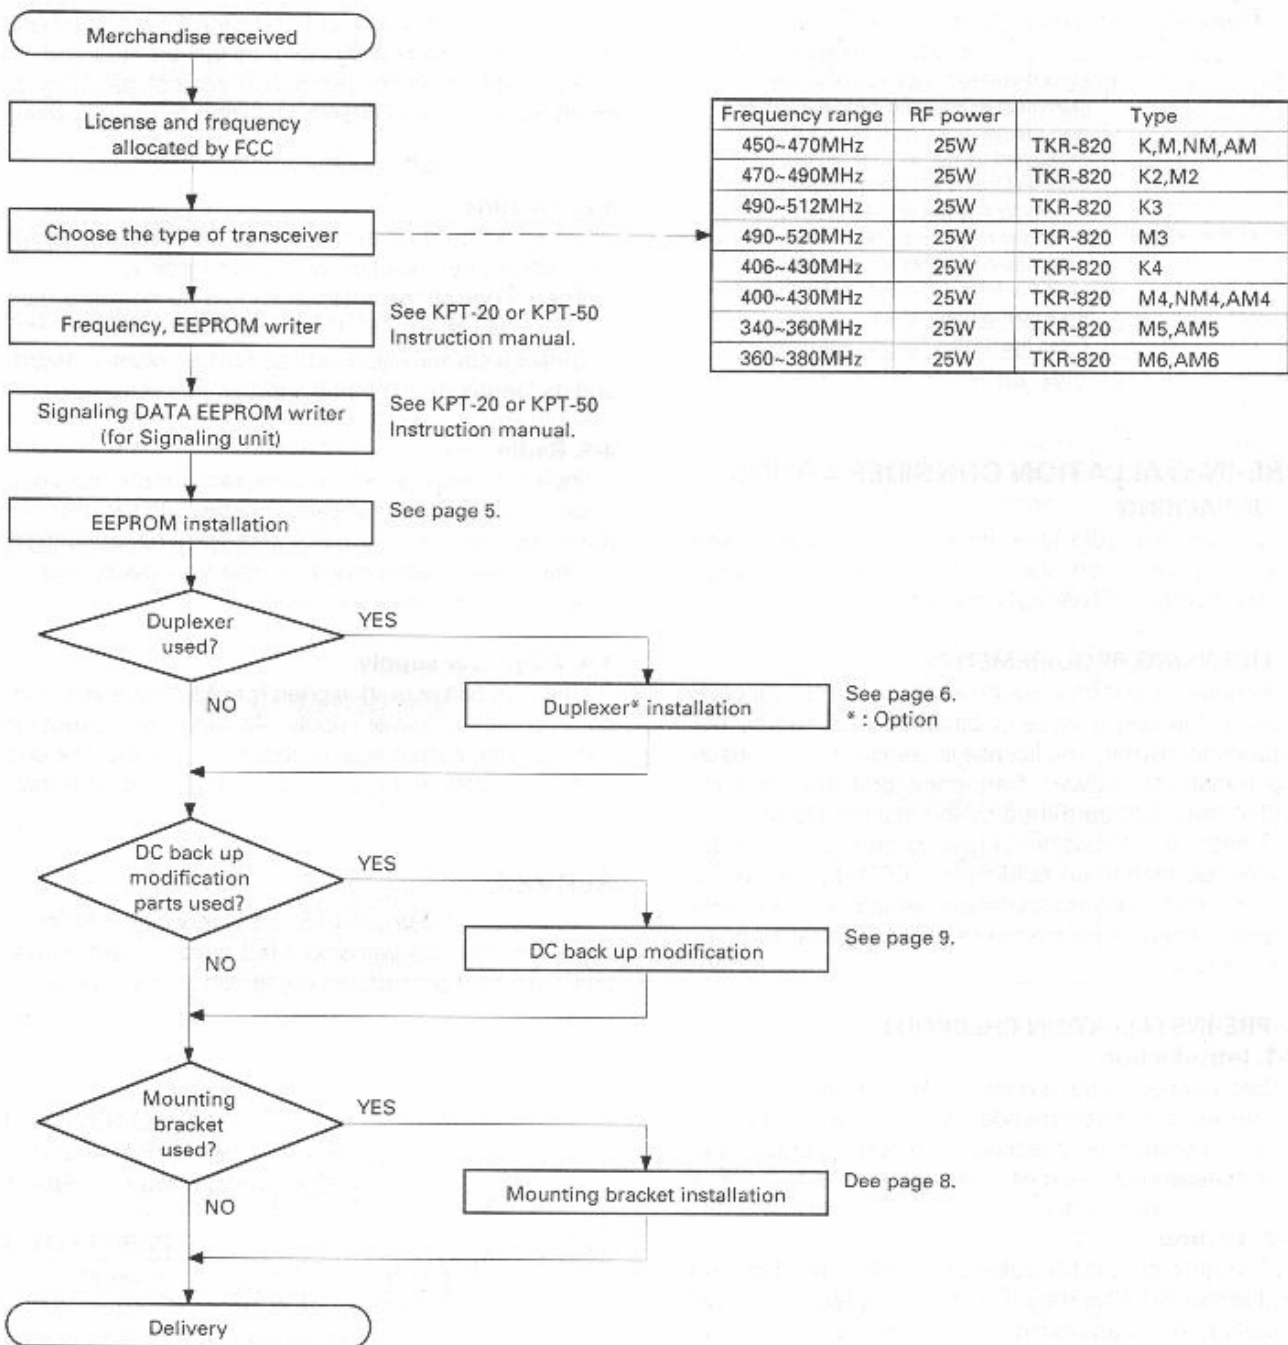 Merchandise received
License and frequency
allocated by FCC
Choose the type of transceiver
Frequency range RF power Type
450~470MHz 25W TKR-820 K,M,NM,AM
470~490MHz 25W TKR-820 K2,M2
490~512MHz 25W TKR-820 K3
490~520MHz 25W TKR-820 M3
406~430MHz 25W TKR-820 K4
400~430MHz 25W TKR-820 M4,NM4,AM4
340~360MHz 25W TKR-820 M5,AM5
360~380MHz 25W TKR-820 M6,AM6
Frequency, EEPROM writer
See KPT-20 or KPT-50
Instruction manual.
Signaling DATA EEPROM writer
(for Signaling unit)
See KPT-20 or KPT-50
Instruction manual.
EEPROM installation
See page 5.
Duplexer
used?
YES
NO
Duplexer* installation
See page 6.
* : Option
DC back up
modification
parts used?
YES
NO
DC back up modification
See page 9.
Mounting
bracket
used?
YES
NO
Mounting bracket installation
Dee page 8.
Delivery